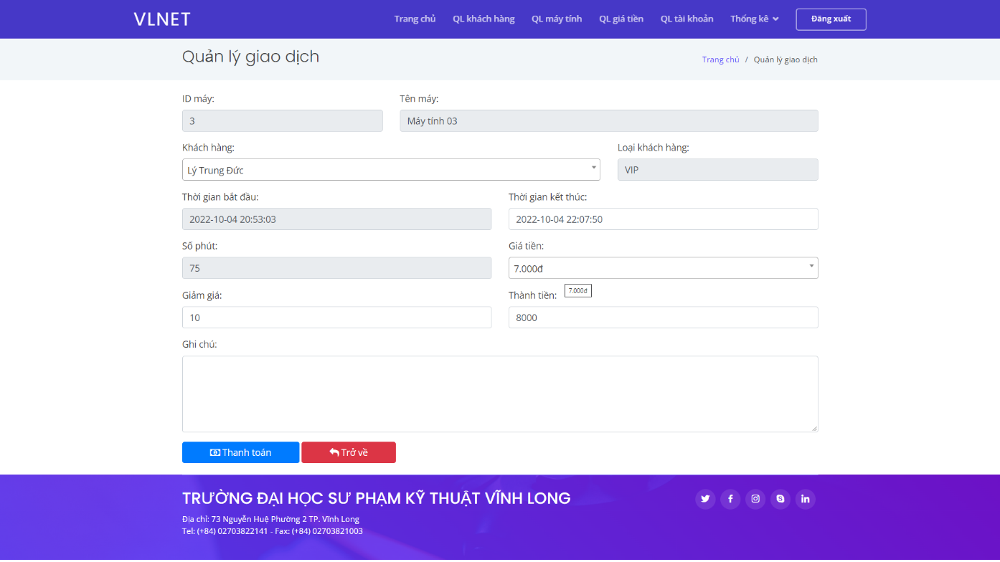 VLNET
Trang chủ QL khách hàng QL máy tính QL giá tiền QL tài khoản Thống kê Đăng xuất
Quản lý giao dịch
Trang chủ / Quản lý giao dịch
ID máy: Tên máy:
3 Máy tính 03
Khách hàng: Loại khách hàng:
Lý Trung Đức VIP
Thời gian bắt đầu: Thời gian kết thúc:
2022-10-04 20:53:03 2022-10-04 22:07:50
Số phút: Giá tiền:
75 7.000đ
Giảm giá: Thành tiền: 7.000đ
10 8000
Ghi chú:
Thanh toán Trở về
TRƯỜNG ĐẠI HỌC SƯ PHẠM KỸ THUẬT VĨNH LONG
Địa chỉ: 73 Nguyễn Huệ Phường 2 TP. Vĩnh Long
Tel: (+84) 02703822141 - Fax: (+84) 02703821003